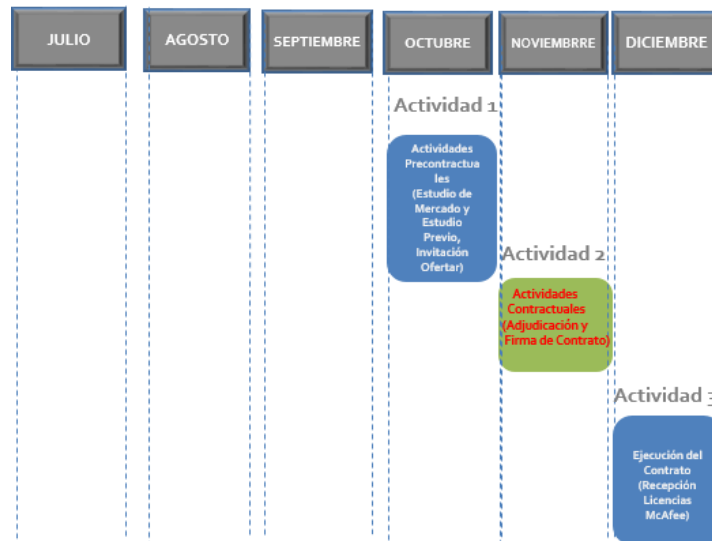 JULIO
AGOSTO
SEPTIEMBRE
OCTUBRE
NOVIEMBRRE
DICIEMBRE
Actividad 1
Actividades
Precontractua
les
(Estudio de
Mercado y
Estudio
Previo,
Invitación
Ofertar)
Actividad 2
Actividades
Contractuales
(Adjudicación y
Firma de Contrato)
Actividad 3
Ejecución del
Contrato
(Recepción
Licencias
McAfee)